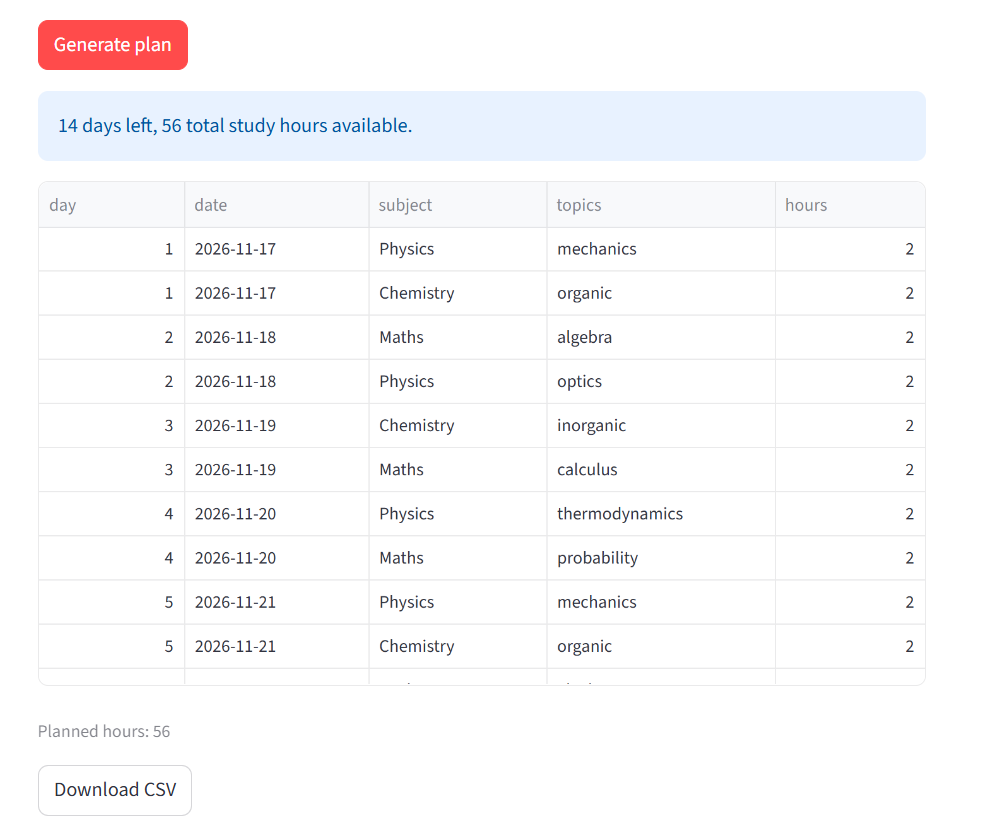 Generate plan
14 days left, 56 total study hours available.
day date subject topics hours
1 2026-11-17 Physics mechanics 2
1 2026-11-17 Chemistry organic 2
2 2026-11-18 Maths algebra 2
2 2026-11-18 Physics optics 2
3 2026-11-19 Chemistry inorganic 2
3 2026-11-19 Maths calculus 2
4 2026-11-20 Physics thermodynamics 2
4 2026-11-20 Maths probability 2
5 2026-11-21 Physics mechanics 2
5 2026-11-21 Chemistry organic 2
Planned hours: 56
Download CSV